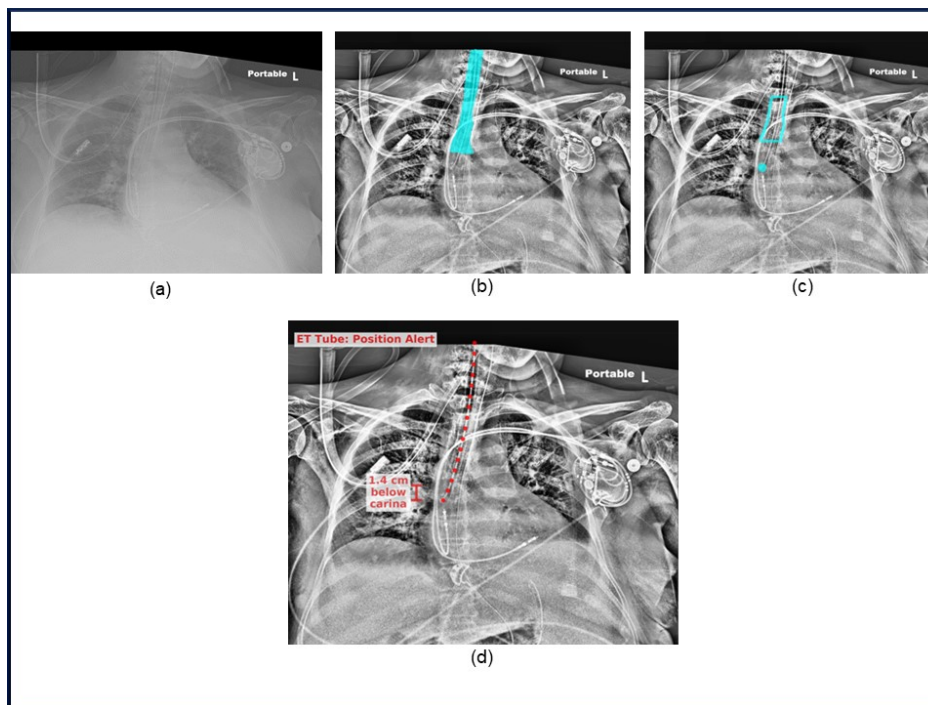 Portable L
Portable L
Portable L
(a)
(b)
(c)
ET Tube: Position Alert
Portable L
1.4 cm
below
carina
(d)